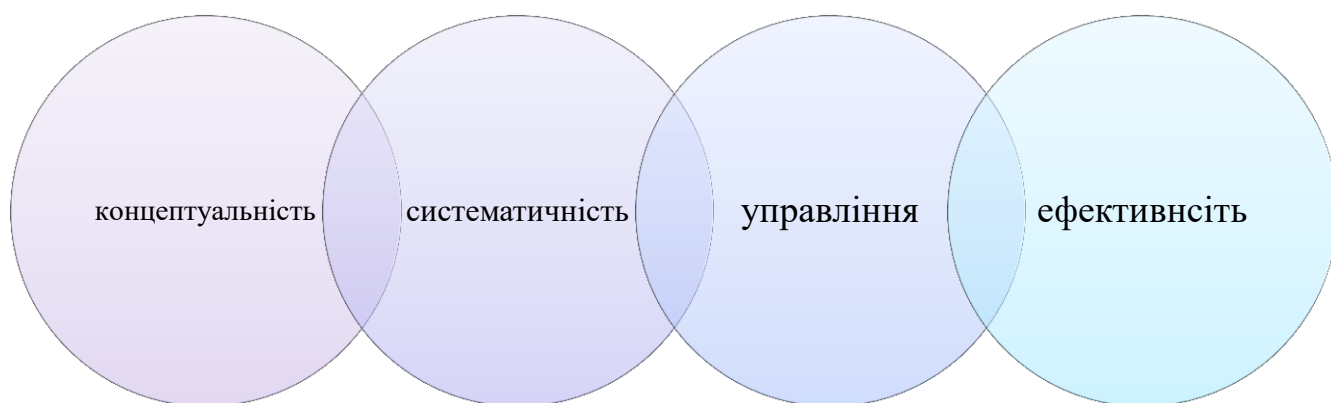 концептуальність
систематичність
управління
ефективнсіть